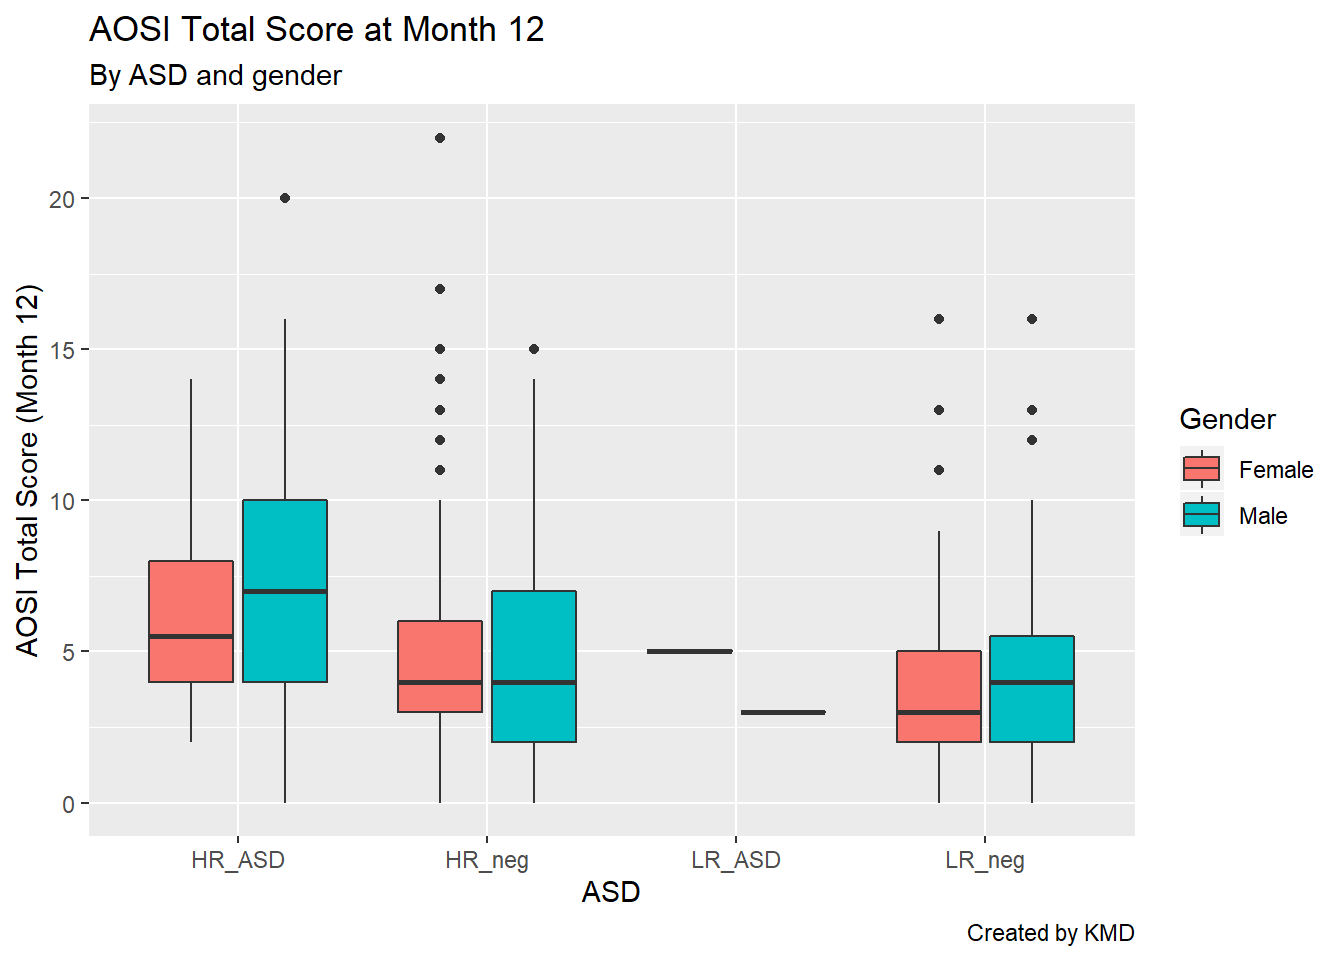 AOSI Total Score at Month 12
By ASD and gender
AOSI Total Score (Month 12)
20
15
10
5
0
HR_ASD HR_neg LR_ASD LR_neg
ASD
Gender
Female
Male
Created by KMD